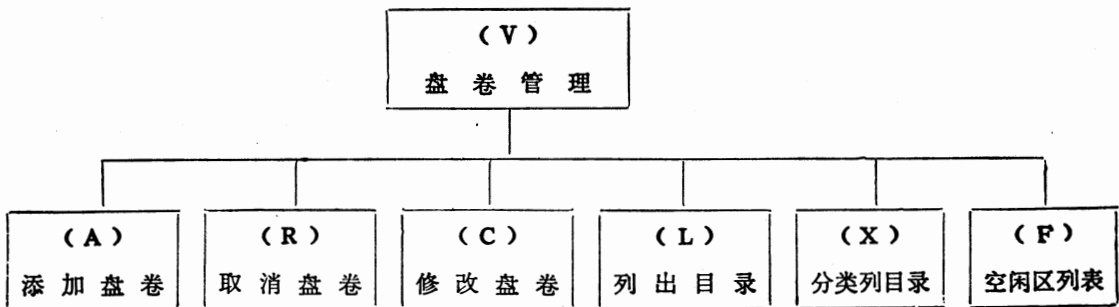 (V)
盘卷管理
(A)
添加盘卷
(R)
取消盘卷
(C)
修改盘卷
(L)
列出目录
(X)
分类列目录
(F)
空闲区列表